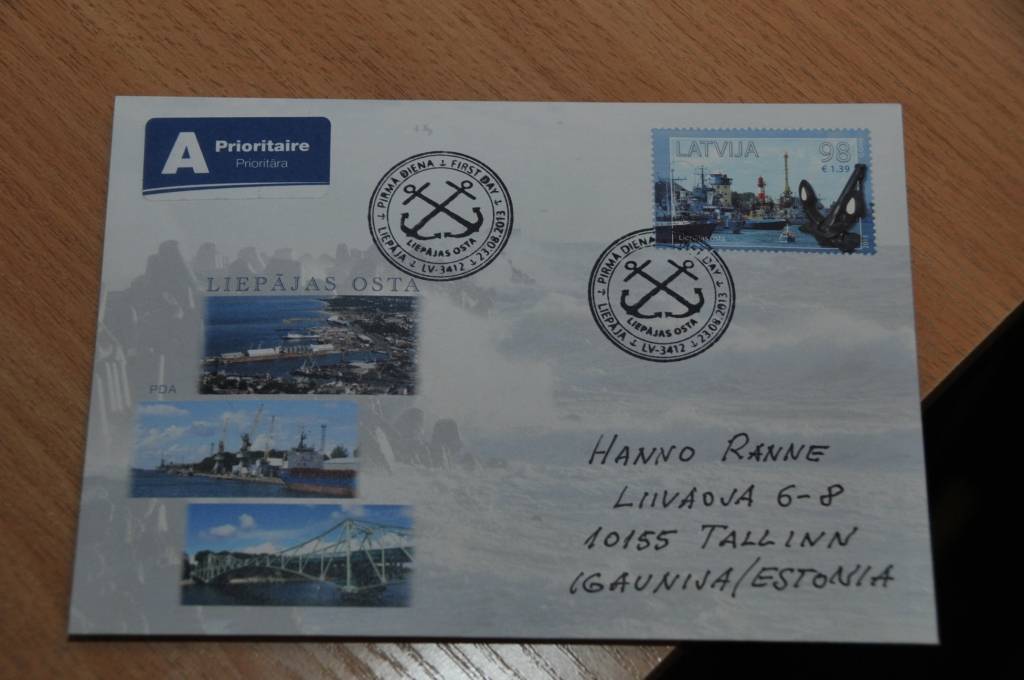 A Prioritaire
Prioritāra
PIRMĀ DIENA FIRST DAY
LIEPĀJAS OSTA
LIEPĀJA LV-3412 23.08.2013
LATVIJA 98
€ 1.39
PIRMĀ DIENA FIRST DAY
LIEPĀJAS OSTA
LIEPĀJA LV-3412 23.08.2013
LIEPĀJAS OSTA
PDA
HANNO RANNE
LIIVAOJA 6-8
10155 TALLINN
IGAUNIJA/ESTONIA